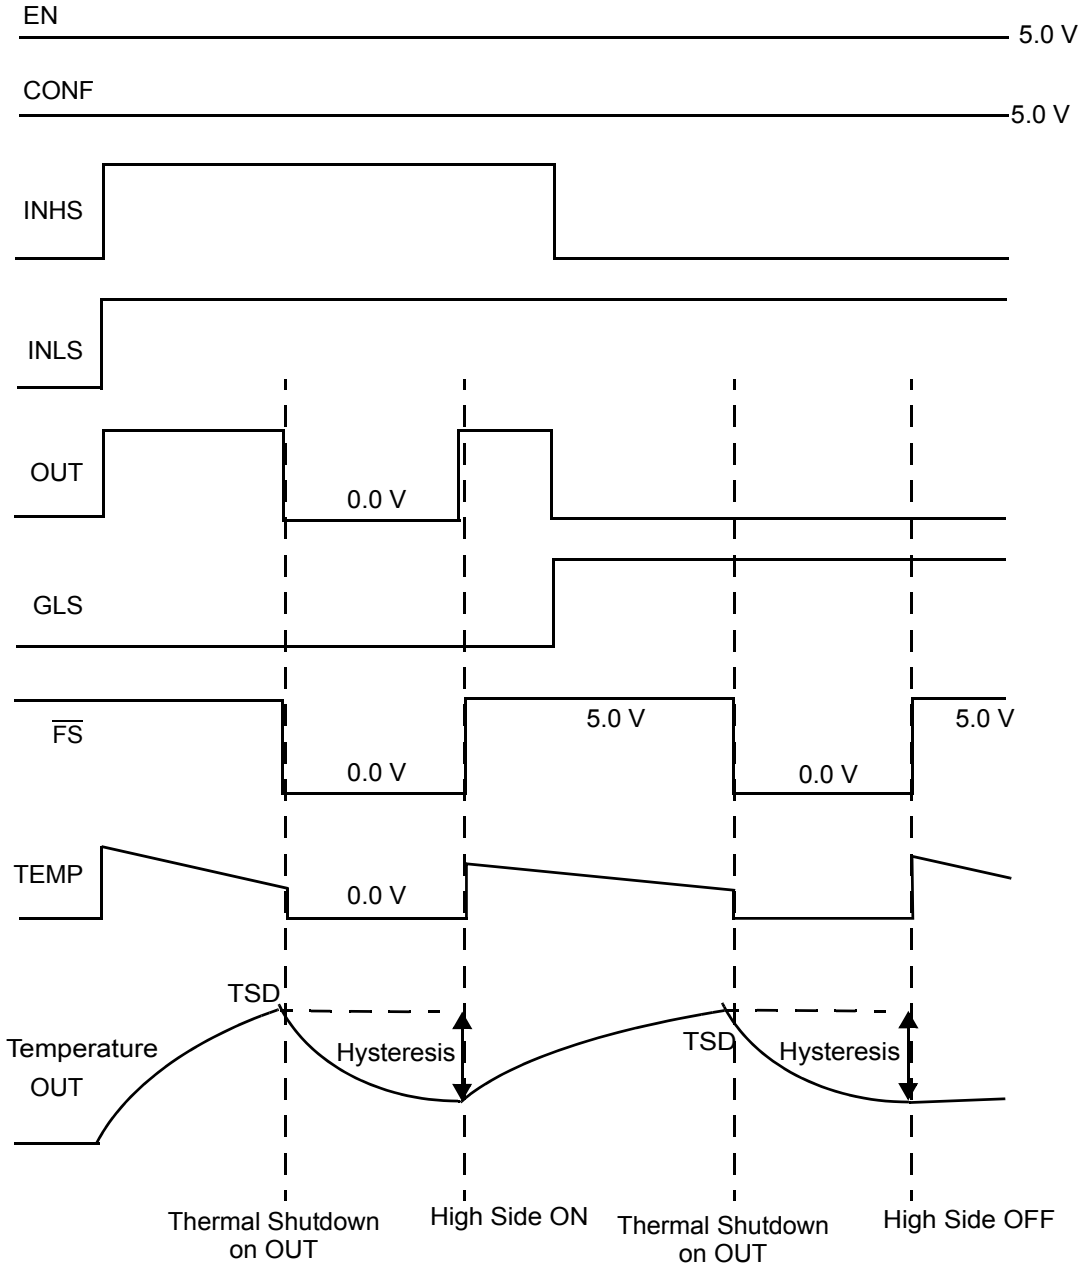 EN
5.0 V
CONF
5.0 V
INHS
INLS
OUT
0.0 V
GLS
FS
5.0 V
5.0 V
0.0 V
0.0 V
TEMP
0.0 V
TSD
Temperature
OUT
Hysteresis
TSD
Hysteresis
Thermal Shutdown
on OUT
High Side ON
Thermal Shutdown
on OUT
High Side OFF